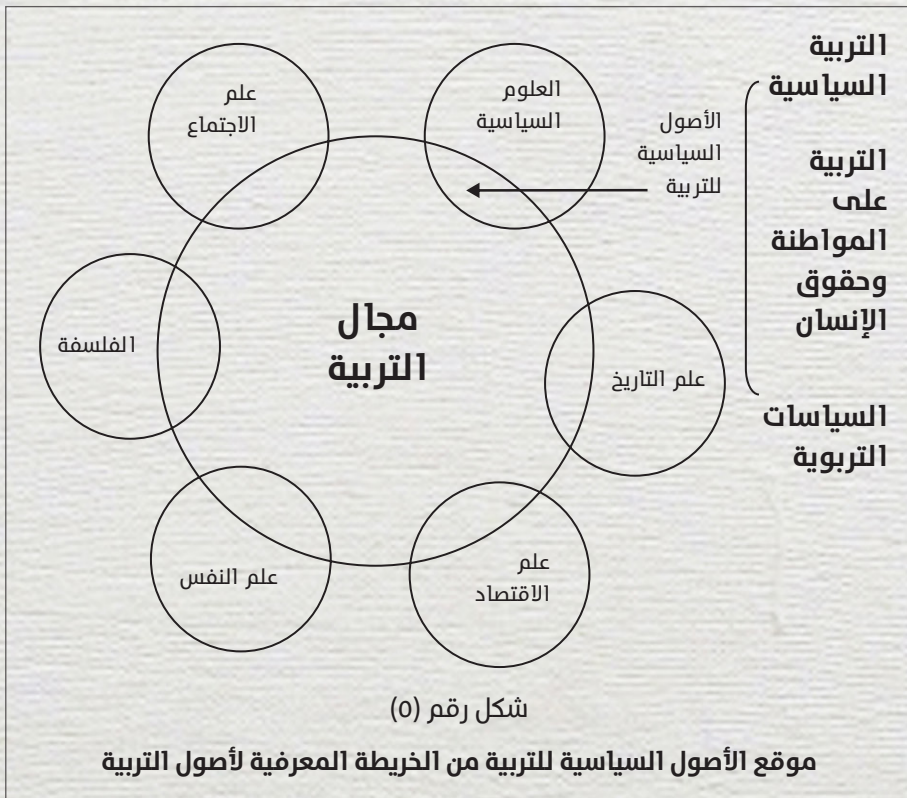 التربية
السياسية
التربية
على
المواطنة
وحقوق
الإنسان
السياسات
التربوية
الأصول
السياسية
للتربية
العلوم
السياسية
علم
الاجتماع
الفلسفة
مجال
التربية
علم التاريخ
علم النفس
علم
الاقتصاد
شكل رقم (٥)
موقع الأصول السياسية للتربية من الخريطة المعرفية لأصول التربية